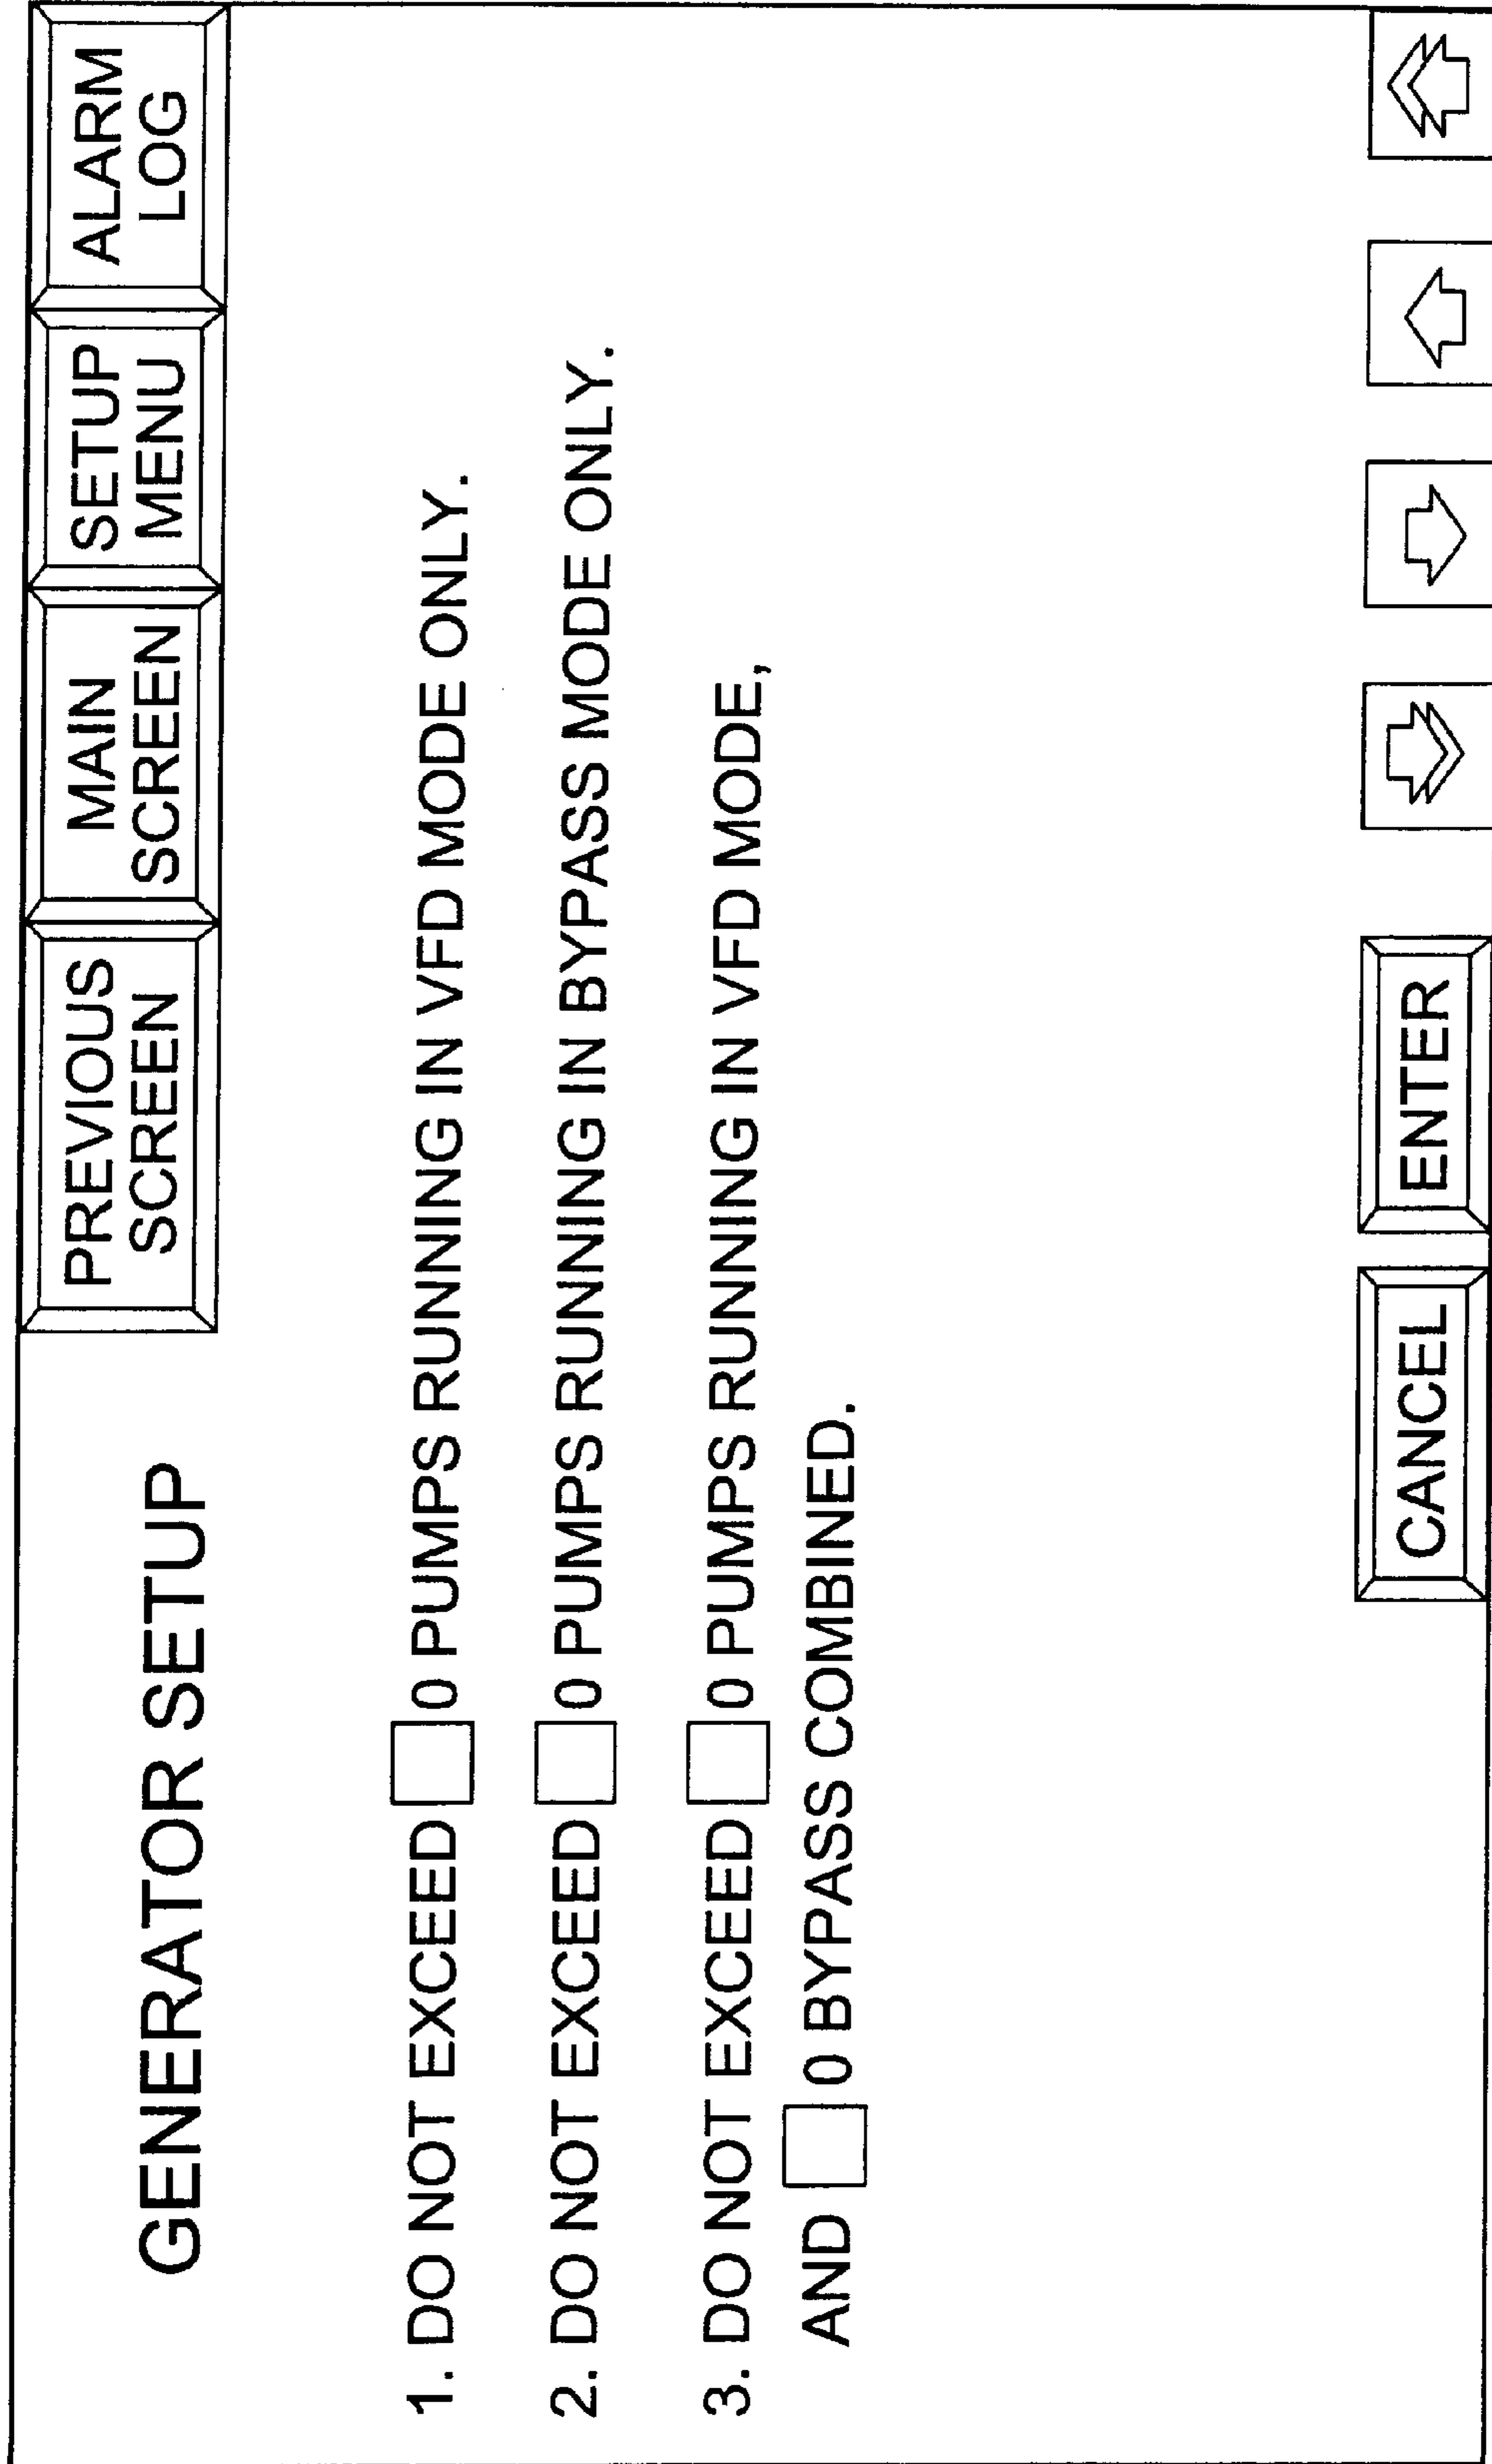 GENERATOR SETUP
PREVIOUS
SCREEN
MAIN
SCREEN
SETUP
MENU
ALARM
LOG
1. DO NOT EXCEED 0 PUMPS RUNNING IN VFD MODE ONLY.
2. DO NOT EXCEED 0 PUMPS RUNNING IN BYPASS MODE ONLY.
3. DO NOT EXCEED 0 PUMPS RUNNING IN VFD MODE,
AND 0 BYPASS COMBINED.
CANCEL
ENTER